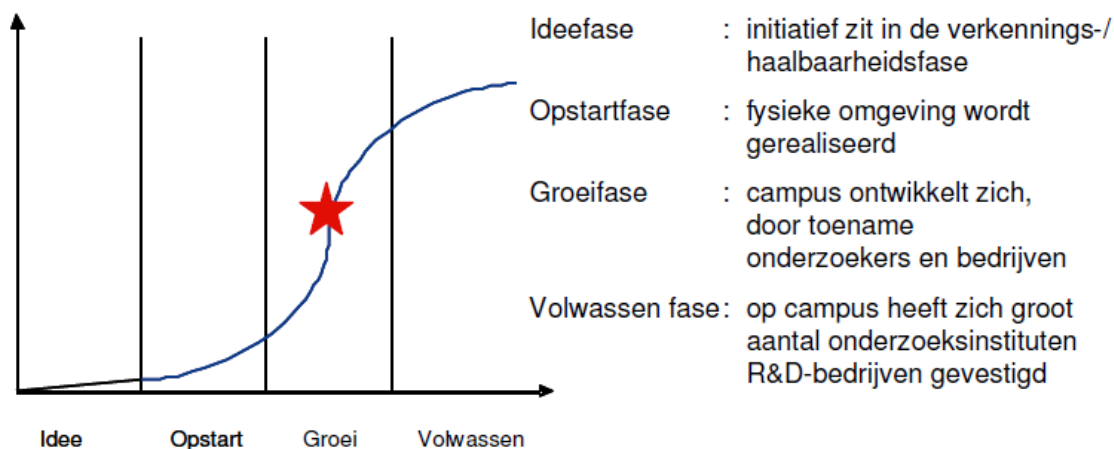 Ideefase : initiatief zit in de verkennings-/
haalbaarheidsfase
Opstartfase : fysieke omgeving wordt
gerealiseerd
Groeifase : campus ontwikkelt zich,
door toename
onderzoekers en bedrijven
Volwassen fase : op campus heeft zich groot
aantal onderzoeksinstituten
R&D-bedrijven gevestigd
Idee Opstart Groei Volwassen